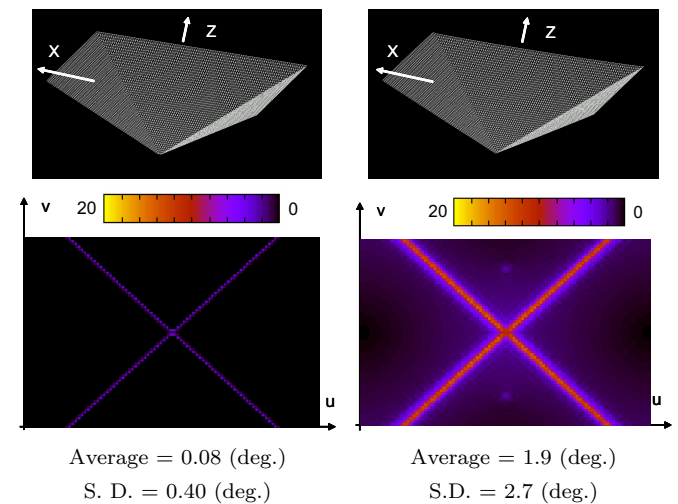 x z
x z
v 20 0
v 20 0
u
u
Average = 0.08 (deg.)
S. D. = 0.40 (deg.)
Average = 1.9 (deg.)
S.D. = 2.7 (deg.)